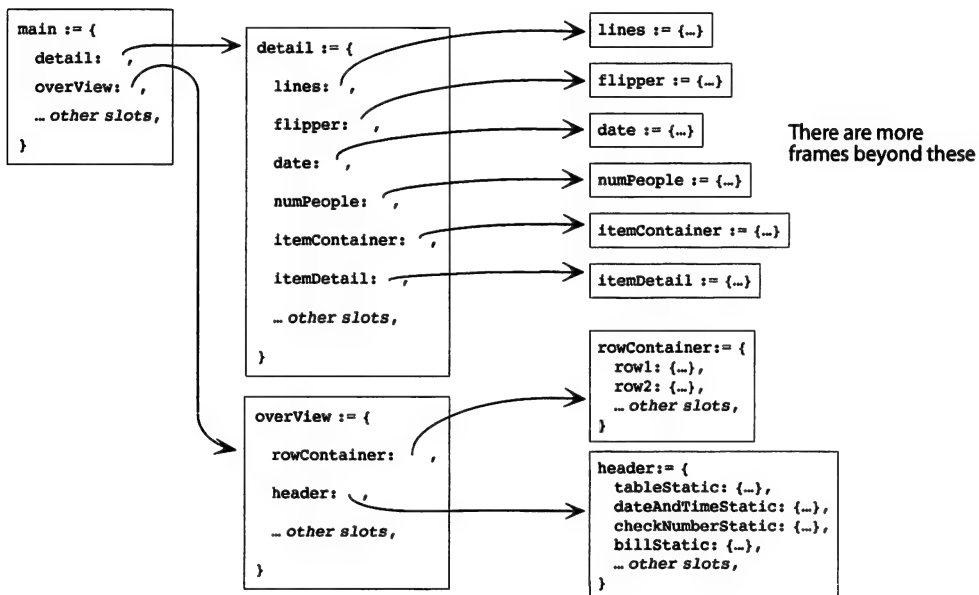 main := {
detail: ,
overView: ,
… other slots,
}
detail := {
lines: ,
flipper: ,
date: ,
numPeople: ,
itemContainer: ,
itemDetail: ,
… other slots,
}
lines := {…}
flipper := {…}
date := {…}
numPeople := {…}
itemContainer := {…}
itemDetail := {…}
There are more
frames beyond these
overView := {
rowContainer: ,
header: ,
… other slots,
}
rowContainer:= {
row1: {…},
row2: {…},
… other slots,
}
header:= {
tableStatic: {…},
dateAndTimeStatic: {…},
checkNumberStatic: {…},
billStatic: {…},
… other slots,
}